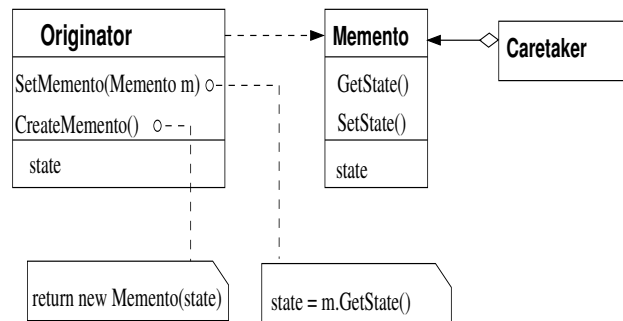 Originator
SetMemento(Memento m)
CreateMemento()
state
Memento
GetState()
SetState()
state
Caretaker
return new Memento(state)
state = m.GetState()